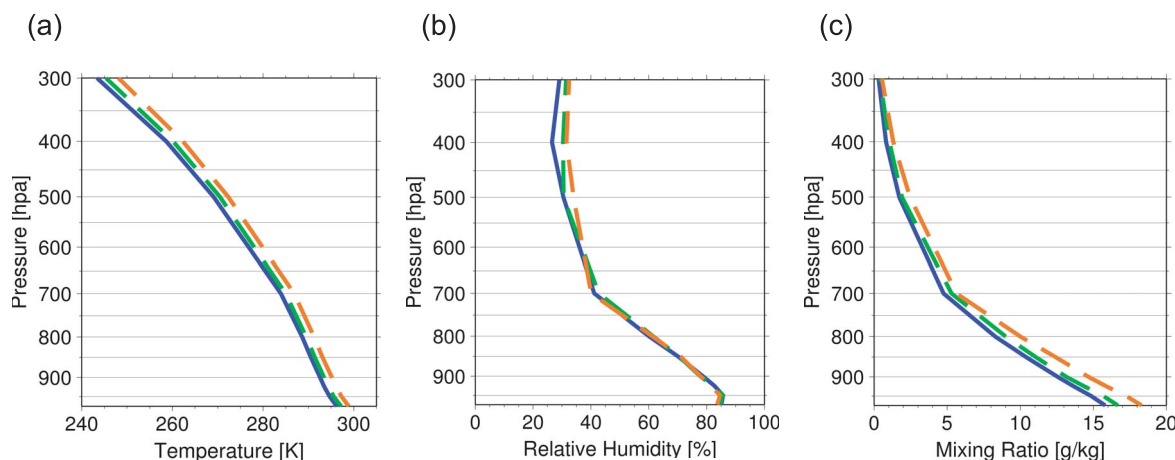 (a)
(b)
(c)
300
400
500
600
700
800
900
Pressure [hpa]
240 260 280 300
Temperature [K]
300
400
500
600
700
800
900
Pressure [hpa]
0 20 40 60 80 100
Relative Humidity [%]
300
400
500
600
700
800
900
Pressure [hpa]
0 5 10 15 20
Mixing Ratio [g/kg]